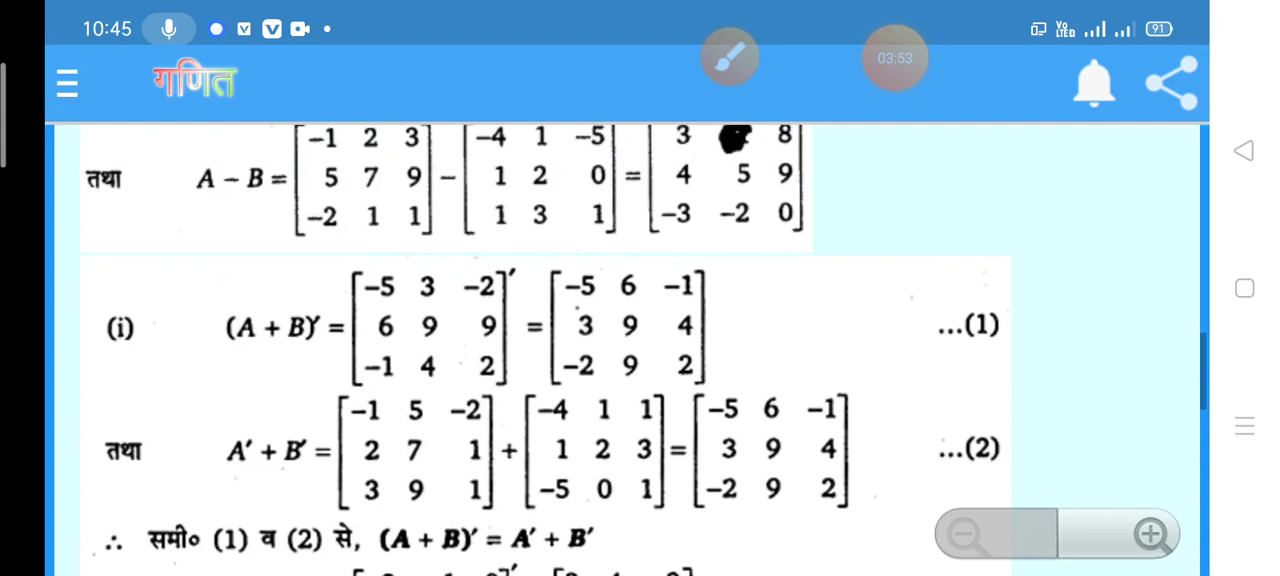 10:45 Vo LTED 91
गणित 03:53
तथा A – B = [−1 2 3; 5 7 9; −2 1 1] − [−4 1 −5; 1 2 0; 1 3 1] = [3 8; 4 5 9; −3 −2 0]
(i) (A + B)′ = [−5 3 −2; 6 9 9; −1 4 2]′ = [−5 6 −1; 3 9 4; −2 9 2] ...(1)
तथा A′ + B′ = [−1 5 −2; 2 7 1; 3 9 1] + [−4 1 1; 1 2 3; −5 0 1] = [−5 6 −1; 3 9 4; −2 9 2] ...(2)
∴ समी० (1) व (2) से, (A + B)′ = A′ + B′